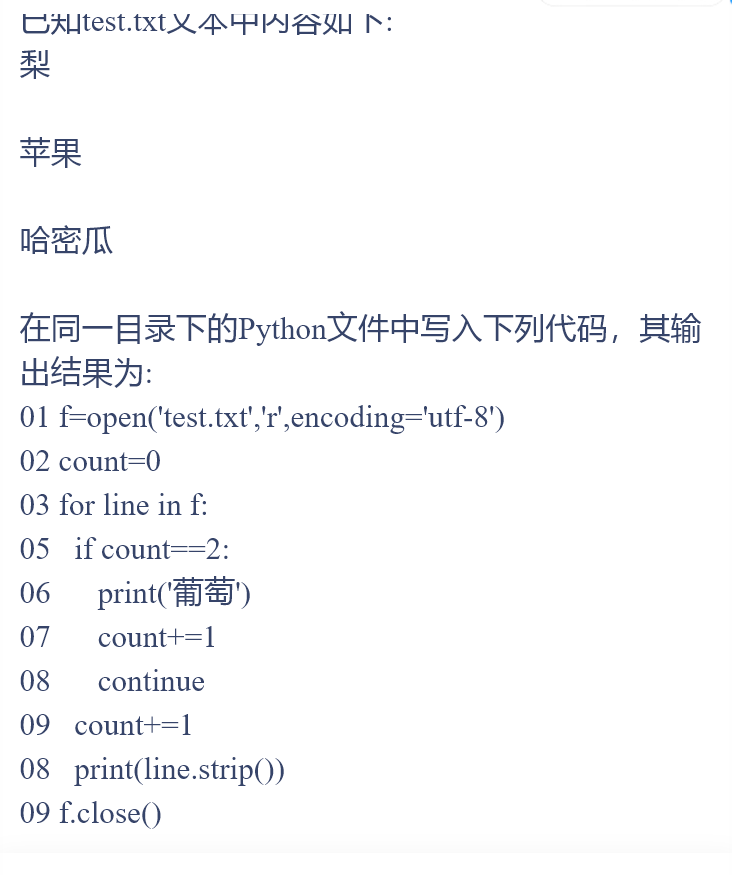 已知test.txt文本中内容如下:
梨
苹果
哈密瓜
在同一目录下的Python文件中写入下列代码，其输
出结果为:
01 f=open('test.txt','r',encoding='utf-8')
02 count=0
03 for line in f:
05   if count==2:
06      print('葡萄')
07      count+=1
08      continue
09   count+=1
08   print(line.strip())
09 f.close()